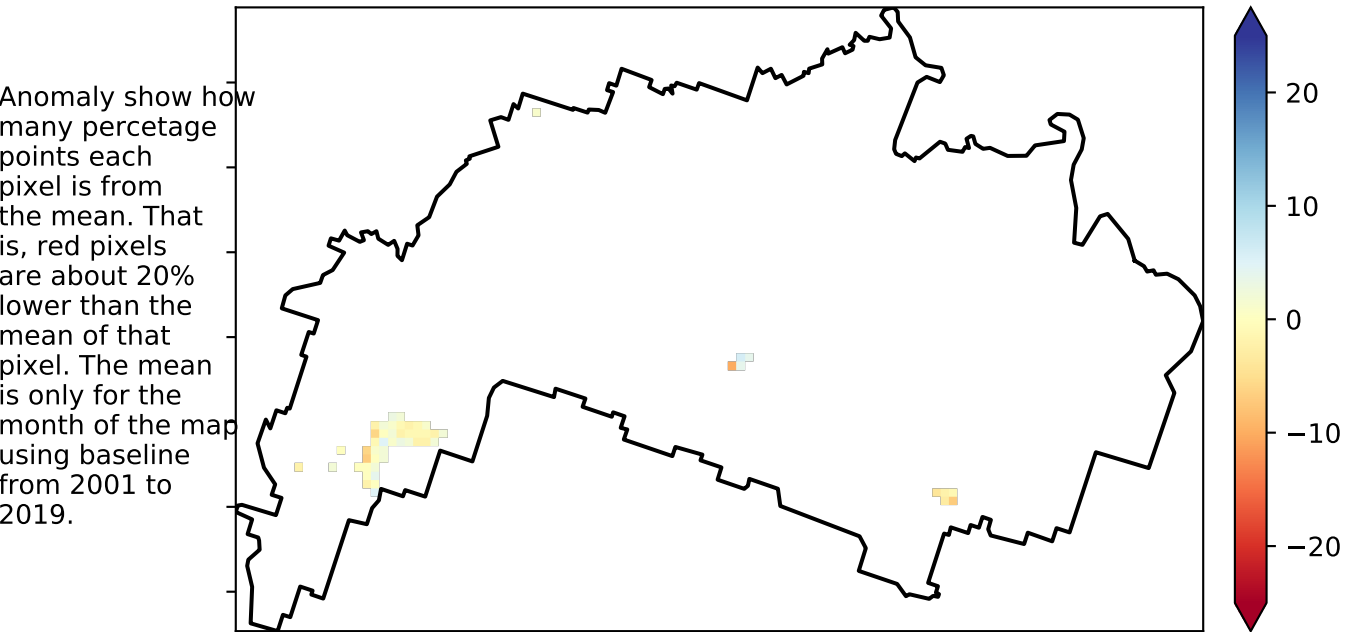 Anomaly show how
many percetage
points each
pixel is from
the mean. That
is, red pixels
are about 20%
lower than the
mean of that
pixel. The mean
is only for the
month of the map
using baseline
from 2001 to
2019.
20
10
0
−10
−20